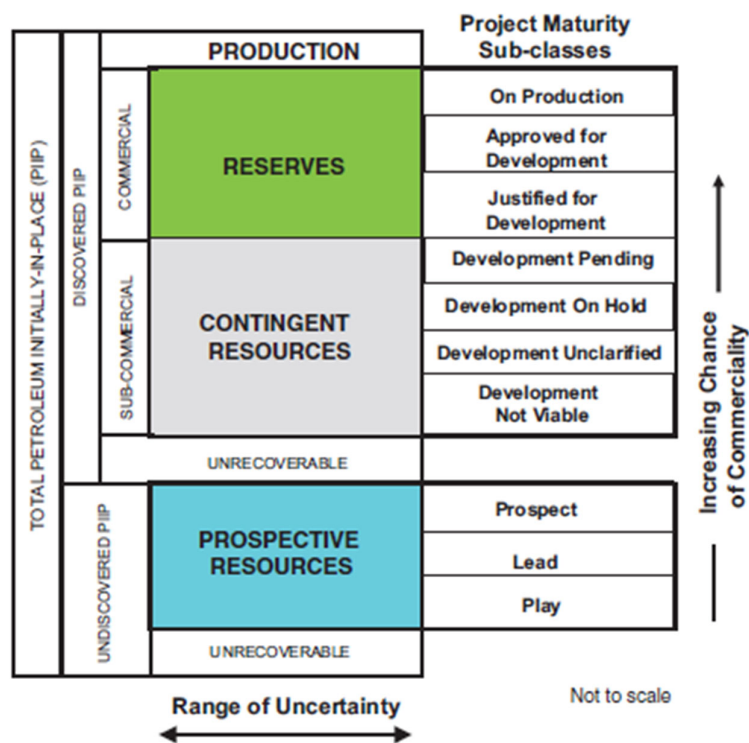 Project Maturity
Sub-classes
PRODUCTION
TOTAL PETROLEUM INITIALLY-IN-PLACE (PIIP)
DISCOVERED PIIP
COMMERCIAL
RESERVES
On Production
Approved for
Development
Justified for
Development
SUB-COMMERCIAL
CONTINGENT
RESOURCES
Development Pending
Development On Hold
Development Unclarified
Development
Not Viable
UNRECOVERABLE
UNDISCOVERED PIIP
PROSPECTIVE
RESOURCES
Prospect
Lead
Play
UNRECOVERABLE
Increasing Chance
of Commerciality
Range of Uncertainty
Not to scale